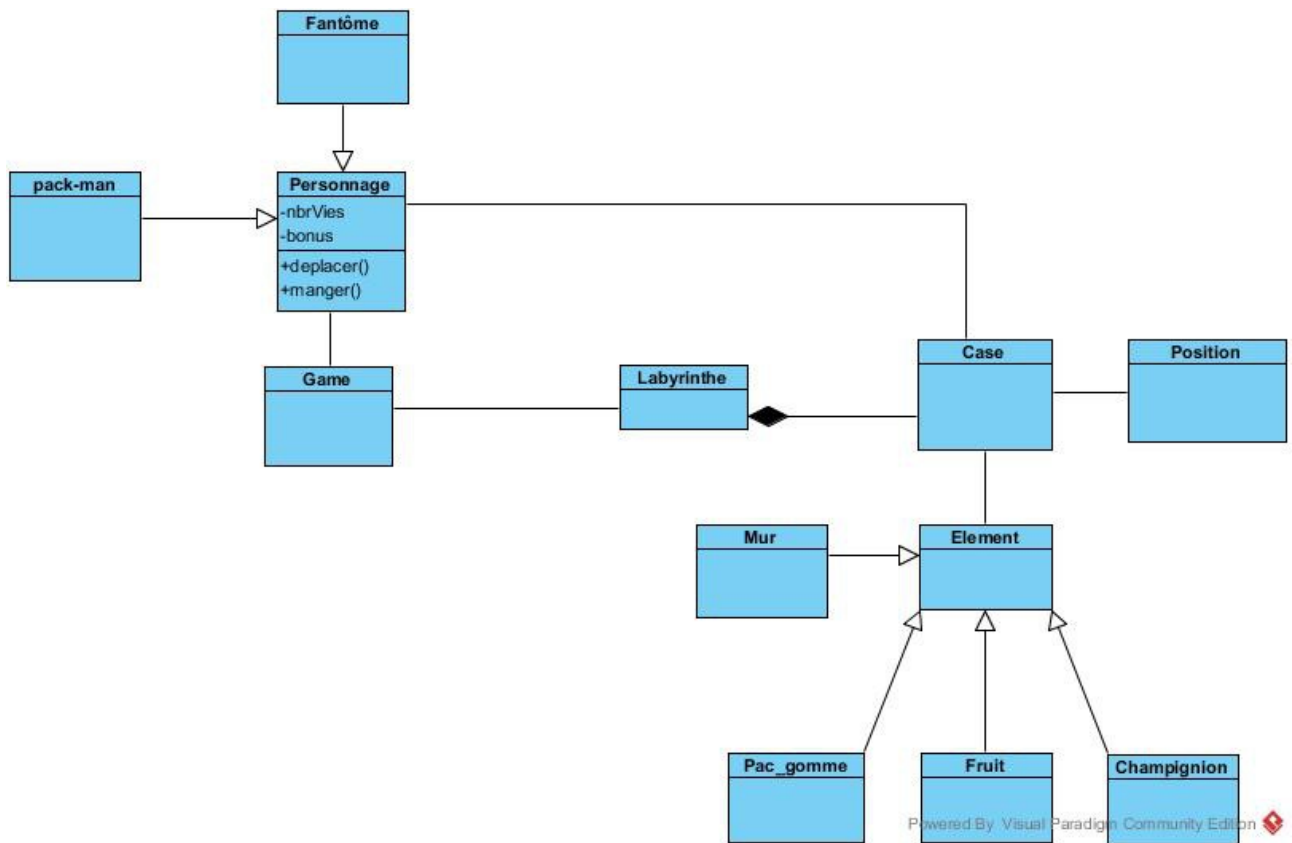 Fantôme
pack-man
Personnage
-nbrVies
-bonus
+deplacer()
+manger()
Game
Labyrinthe
Case
Position
Mur
Element
Pac_gomme
Fruit
Champignion
Powered By Visual Paradigm Community Edition